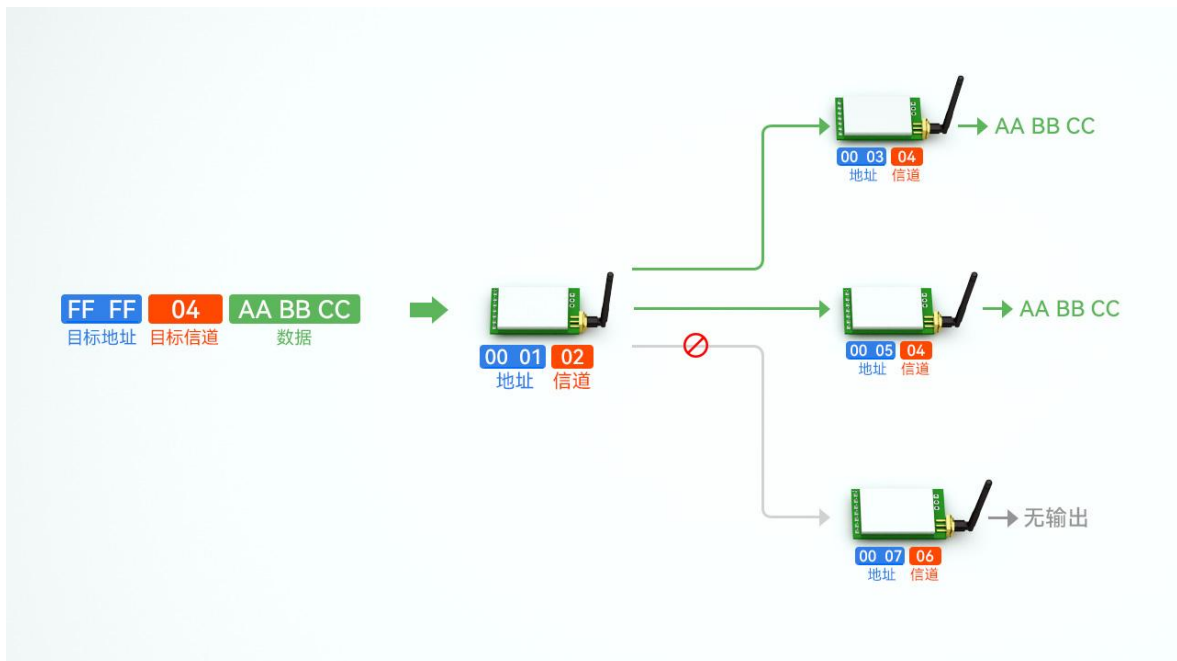 FF FF 04 AA BB CC
目标地址 目标信道 数据
00 01 02
地址 信道
00 03 04
地址 信道
AA BB CC
00 05 04
地址 信道
AA BB CC
00 07 06
地址 信道
无输出